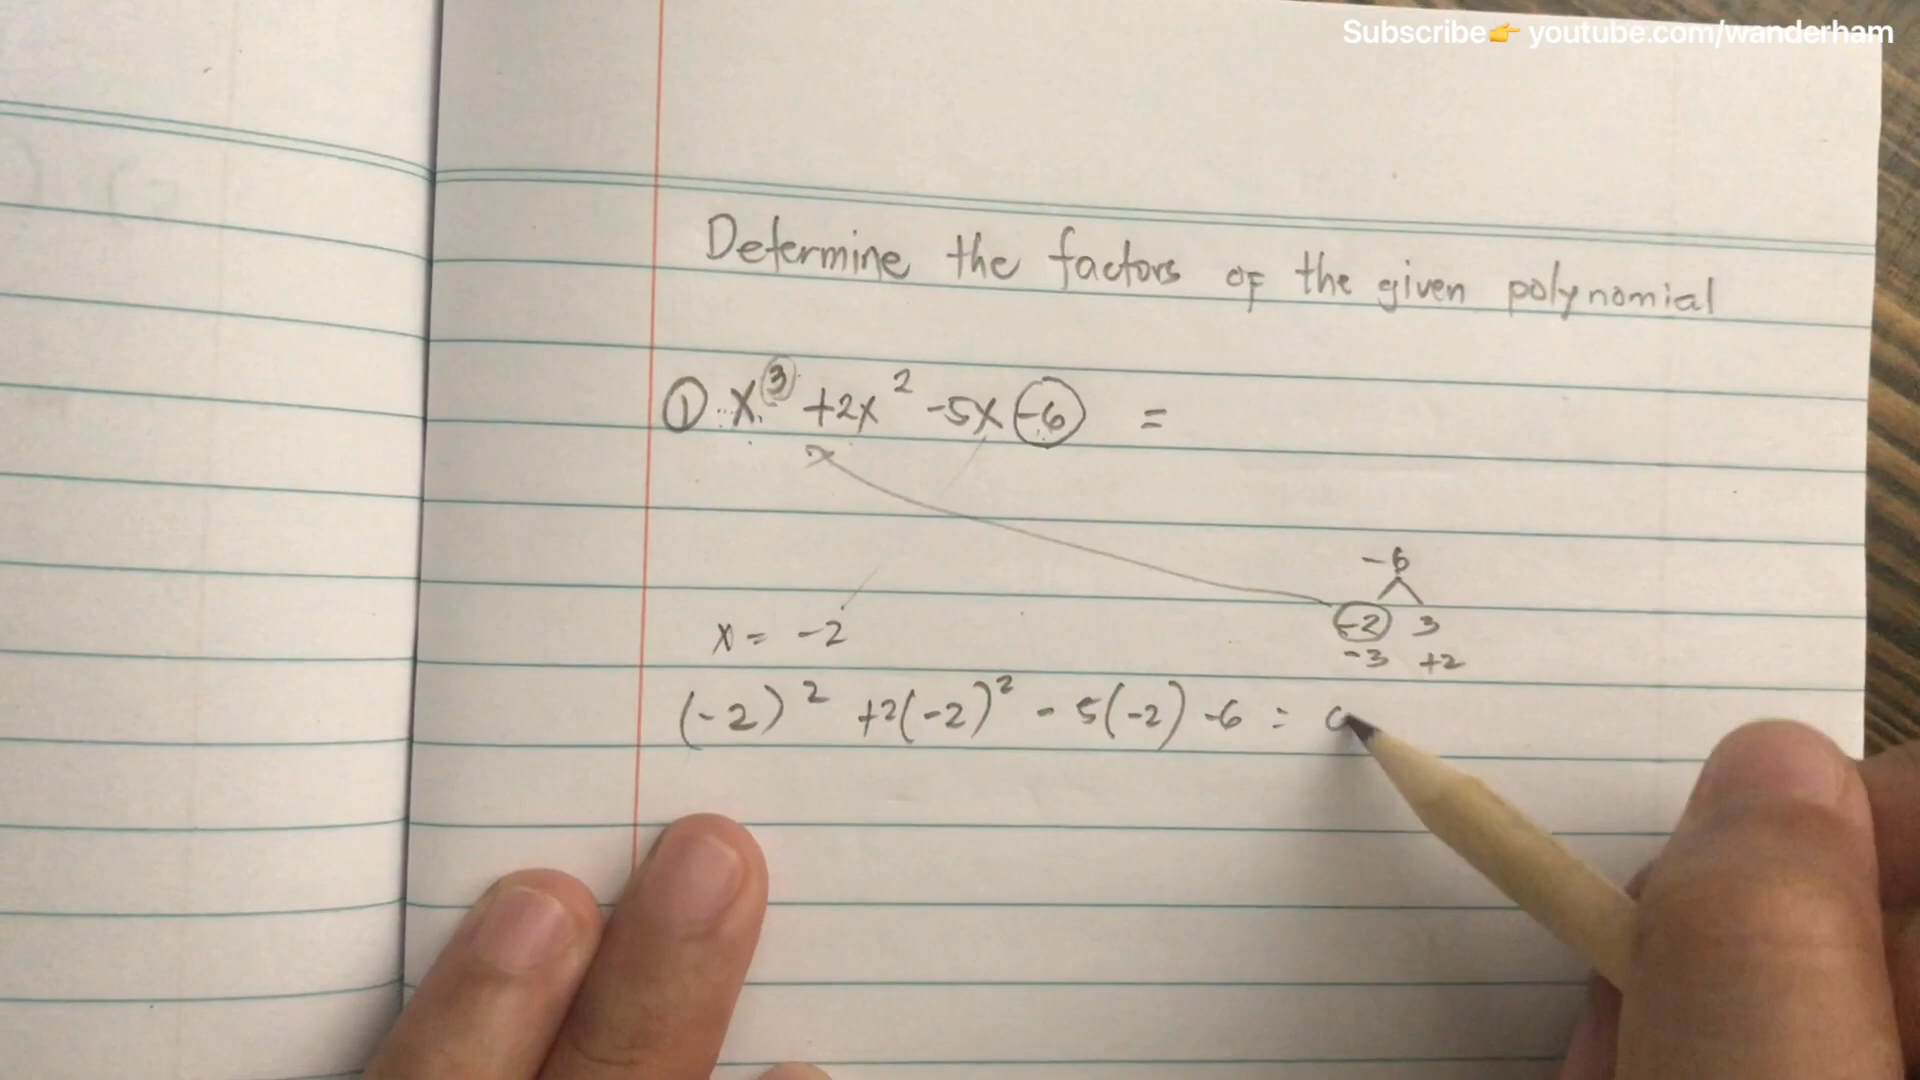 Subscribe👉 youtube.com/wanderham
Determine the factors of the given polynomial
① x³ +2x² -5x -6 =
x
-6
-2 3
-3 +2
x = -2
(-2)² +2(-2)² - 5(-2) -6 =